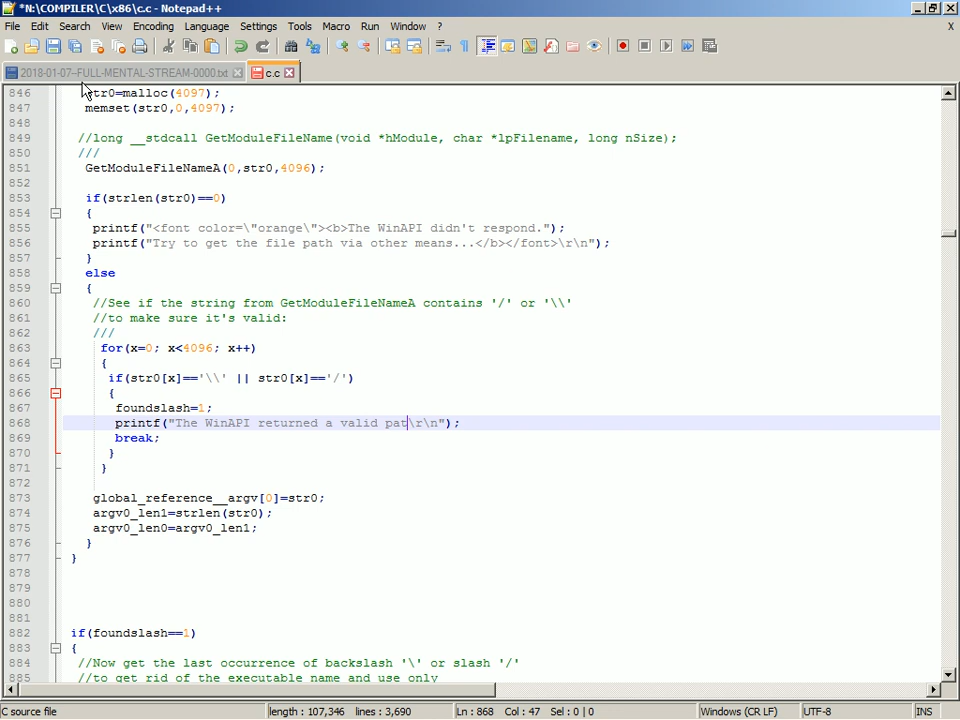 *N:\COMPILER\C\x86\c.c - Notepad++
File Edit Search View Encoding Language Settings Tools Macro Run Window ? X
2018-01-07--FULL-MENTAL-STREAM-0000.txt c.c
846 str0=malloc(4097);
847 memset(str0,0,4097);
848
849 //long __stdcall GetModuleFileName(void *hModule, char *lpFilename, long nSize);
850 ///
851 GetModuleFileNameA(0,str0,4096);
852
853 if(strlen(str0)==0)
854 {
855 printf("<font color=\"orange\"><b>The WinAPI didn't respond.");
856 printf("Try to get the file path via other means...</b></font>\r\n");
857 }
858 else
859 {
860 //See if the string from GetModuleFileNameA contains '/' or '\\'
861 //to make sure it's valid:
862 ///
863 for(x=0; x<4096; x++)
864 {
865 if(str0[x]=='\\' || str0[x]=='/')
866 {
867 foundslash=1;
868 printf("The WinAPI returned a valid pat\r\n");
869 break;
870 }
871 }
872
873 global_reference__argv[0]=str0;
874 argv0_len1=strlen(str0);
875 argv0_len0=argv0_len1;
876 }
877 }
878
879
880
881
882 if(foundslash==1)
883 {
884 //Now get the last occurrence of backslash '\' or slash '/'
885 //to get rid of the executable name and use only
C source file length : 107,346 lines : 3,690 Ln : 868 Col : 47 Sel : 0 | 0 Windows (CR LF) UTF-8 INS